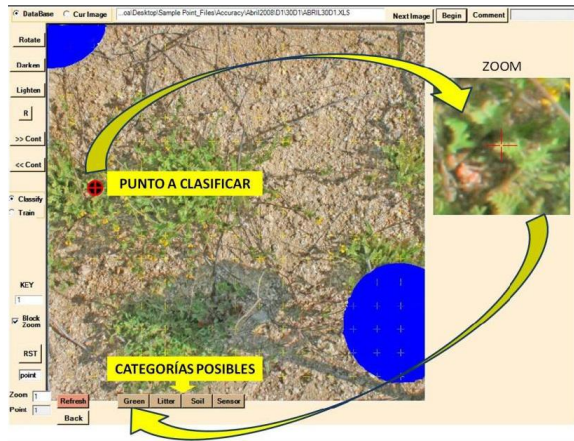 DataBase Cur Image ...oa\Desktop\Sample Point_Files\Accuracy\Abril2008\D1\30D1\ABRIL30D1.XLS Next Image Begin Comment
Rotate
Darken
Lighten
R
>> Cont
<< Cont
Classify
Train
KEY
1
Block
Zoom
RST
point
Zoom 1
Point 1
Refresh
Back
ZOOM
PUNTO A CLASIFICAR
CATEGORÍAS POSIBLES
Green Litter Soil Sensor